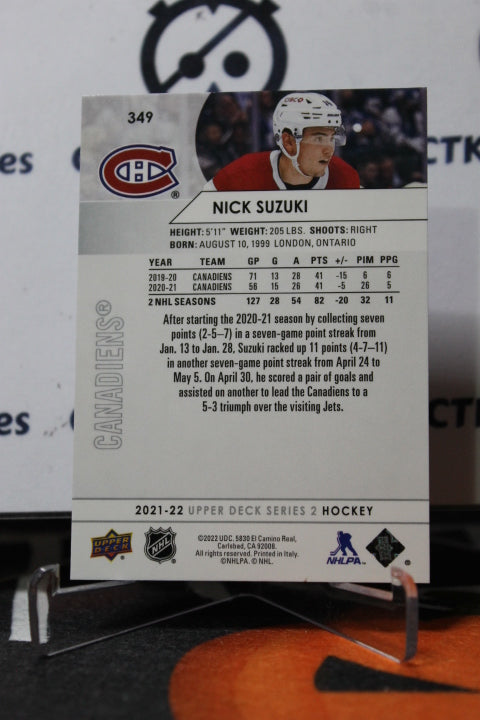 349
NICK SUZUKI
HEIGHT: 5'11" WEIGHT: 205 LBS. SHOOTS: RIGHT
BORN: AUGUST 10, 1999 LONDON, ONTARIO
YEAR TEAM GP G A PTS +/- PIM PPG
2019-20 CANADIENS 71 13 28 41 -15 6 6
2020-21 CANADIENS 56 15 26 41 -5 26 5
2 NHL SEASONS 127 28 54 82 -20 32 11
After starting the 2020-21 season by collecting seven
points (2-5–7) in a seven-game point streak from
Jan. 13 to Jan. 28, Suzuki racked up 11 points (4-7–11)
in another seven-game point streak from April 24 to
May 5. On April 30, he scored a pair of goals and
assisted on another to lead the Canadiens to a
5-3 triumph over the visiting Jets.
CANADIENS®
2021-22 UPPER DECK SERIES 2 HOCKEY
UPPER DECK
NHL
©2022 UDC. 5830 El Camino Real,
Carlsbad, CA 92008.
All rights reserved. Printed in Italy.
©NHLPA. © NHL.
NHLPA
es
CTK
es
CTK